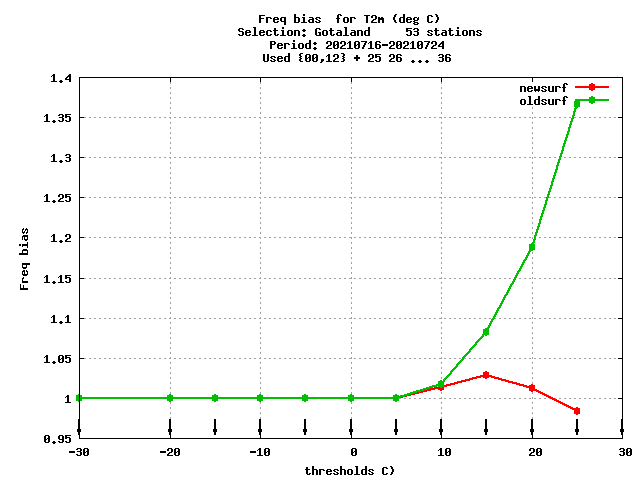 Freq bias  for T2m (deg C)
Selection: Gotaland     53 stations
Period: 20210716-20210724
Used {00,12} + 25 26 ... 36
newsurf
oldsurf
1.4
1.35
1.3
1.25
1.2
1.15
1.1
1.05
1
0.95
Freq bias
-30 -20 -10 0 10 20 30
thresholds C)